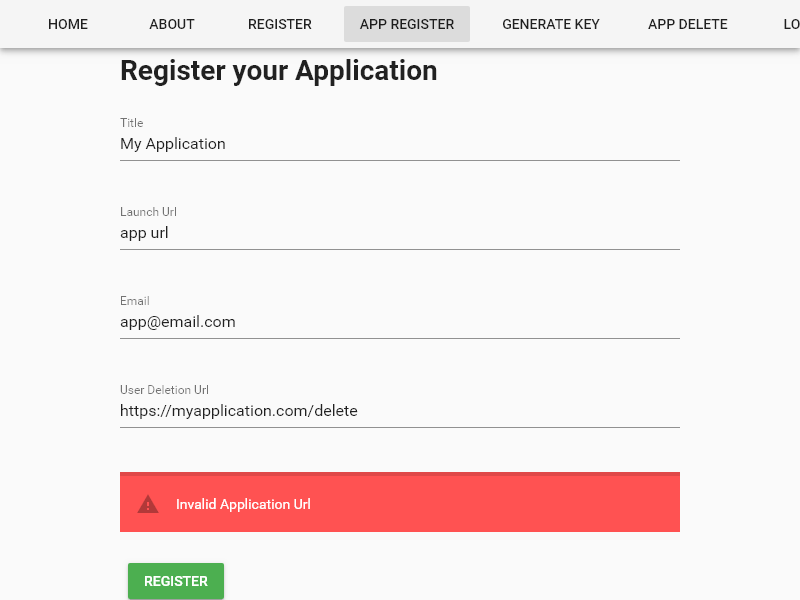 HOME ABOUT REGISTER APP REGISTER GENERATE KEY APP DELETE LO
Register your Application
Title
My Application
Launch Url
app url
Email
app@email.com
User Deletion Url
https://myapplication.com/delete
Invalid Application Url
REGISTER